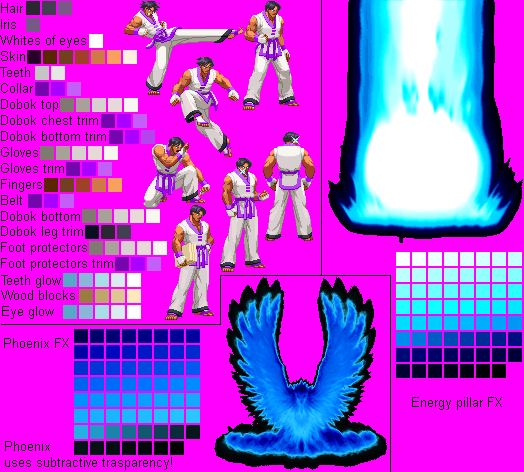 Hair
Iris
Whites of eyes
Skin
Teeth
Collar
Dobok top
Dobok chest trim
Dobok bottom trim
Gloves
Gloves trim
Fingers
Belt
Dobok bottom
Dobok leg trim
Foot protectors
Foot protectors trim
Teeth glow
Wood blocks
Eye glow
Phoenix FX
Phoenix
uses subtractive trasparency!
Energy pillar FX